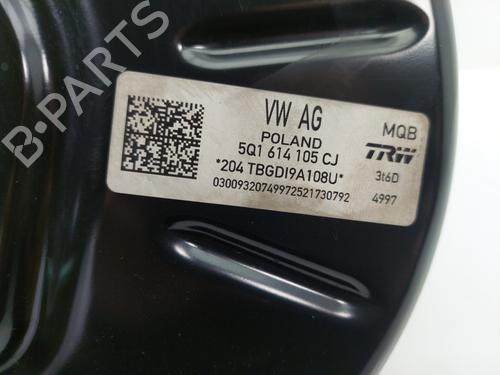 B-PARTS
VW AG
POLAND
5Q1 614 105 CJ
*204 TBGDI9A108U*
03009320749972521730792
MQB
TRW
3t6D
4997